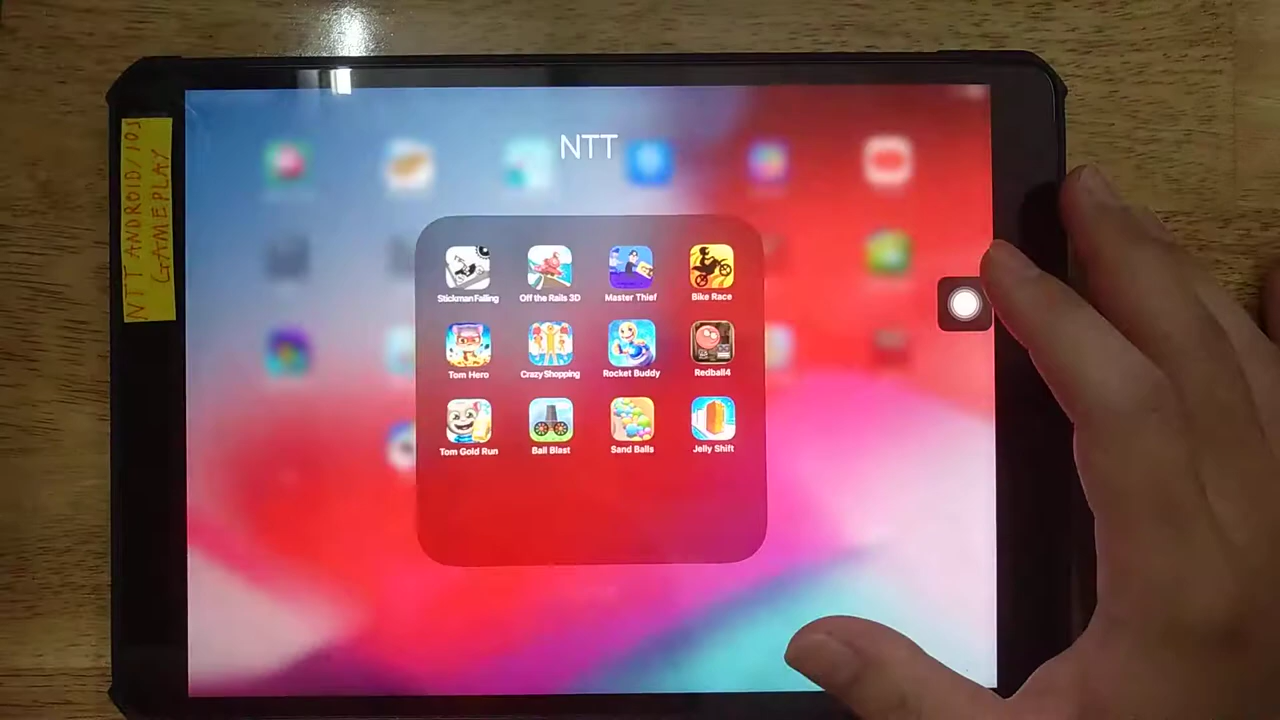 NTT ANDROID/IOS
GAMEPLAY
NTT
Stickman Falling
Off the Rails 3D
Master Thief
Bike Race
Tom Hero
Crazy Shopping
Rocket Buddy
Redball4
Tom Gold Run
Ball Blast
Sand Balls
Jelly Shift